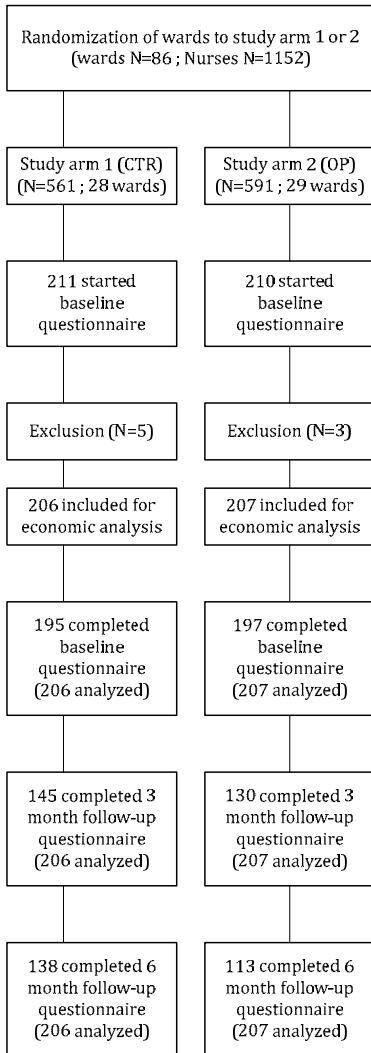 Randomization of wards to study arm 1 or 2
(wards N=86 ; Nurses N=1152)
Study arm 1 (CTR)
(N=561 ; 28 wards)
Study arm 2 (OP)
(N=591 ; 29 wards)
211 started
baseline
questionnaire
210 started
baseline
questionnaire
Exclusion (N=5)
Exclusion (N=3)
206 included for
economic analysis
207 included for
economic analysis
195 completed
baseline
questionnaire
(206 analyzed)
197 completed
baseline
questionnaire
(207 analyzed)
145 completed 3
month follow-up
questionnaire
(206 analyzed)
130 completed 3
month follow-up
questionnaire
(207 analyzed)
138 completed 6
month follow-up
questionnaire
(206 analyzed)
113 completed 6
month follow-up
questionnaire
(207 analyzed)